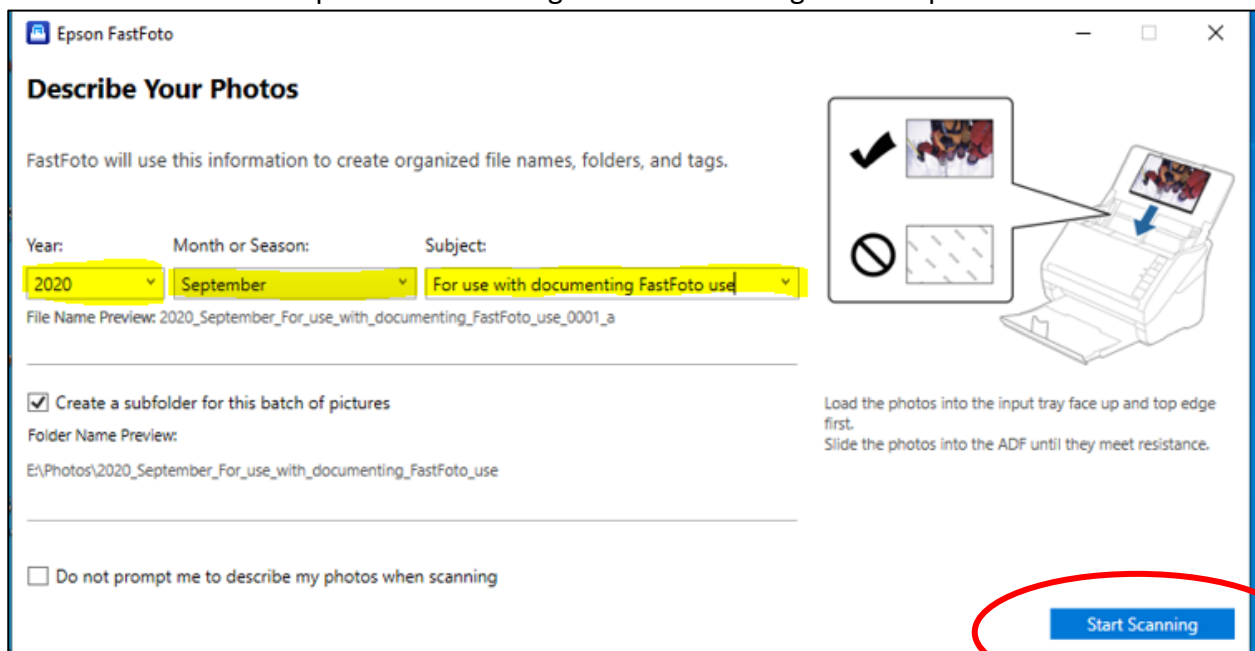 Epson FastFoto
Describe Your Photos
FastFoto will use this information to create organized file names, folders, and tags.
Year: Month or Season: Subject:
2020 September For use with documenting FastFoto use
File Name Preview: 2020_September_For_use_with_documenting_FastFoto_use_0001_a
Create a subfolder for this batch of pictures
Folder Name Preview:
E:\Photos\2020_September_For_use_with_documenting_FastFoto_use
Do not prompt me to describe my photos when scanning
Load the photos into the input tray face up and top edge
first.
Slide the photos into the ADF until they meet resistance.
Start Scanning